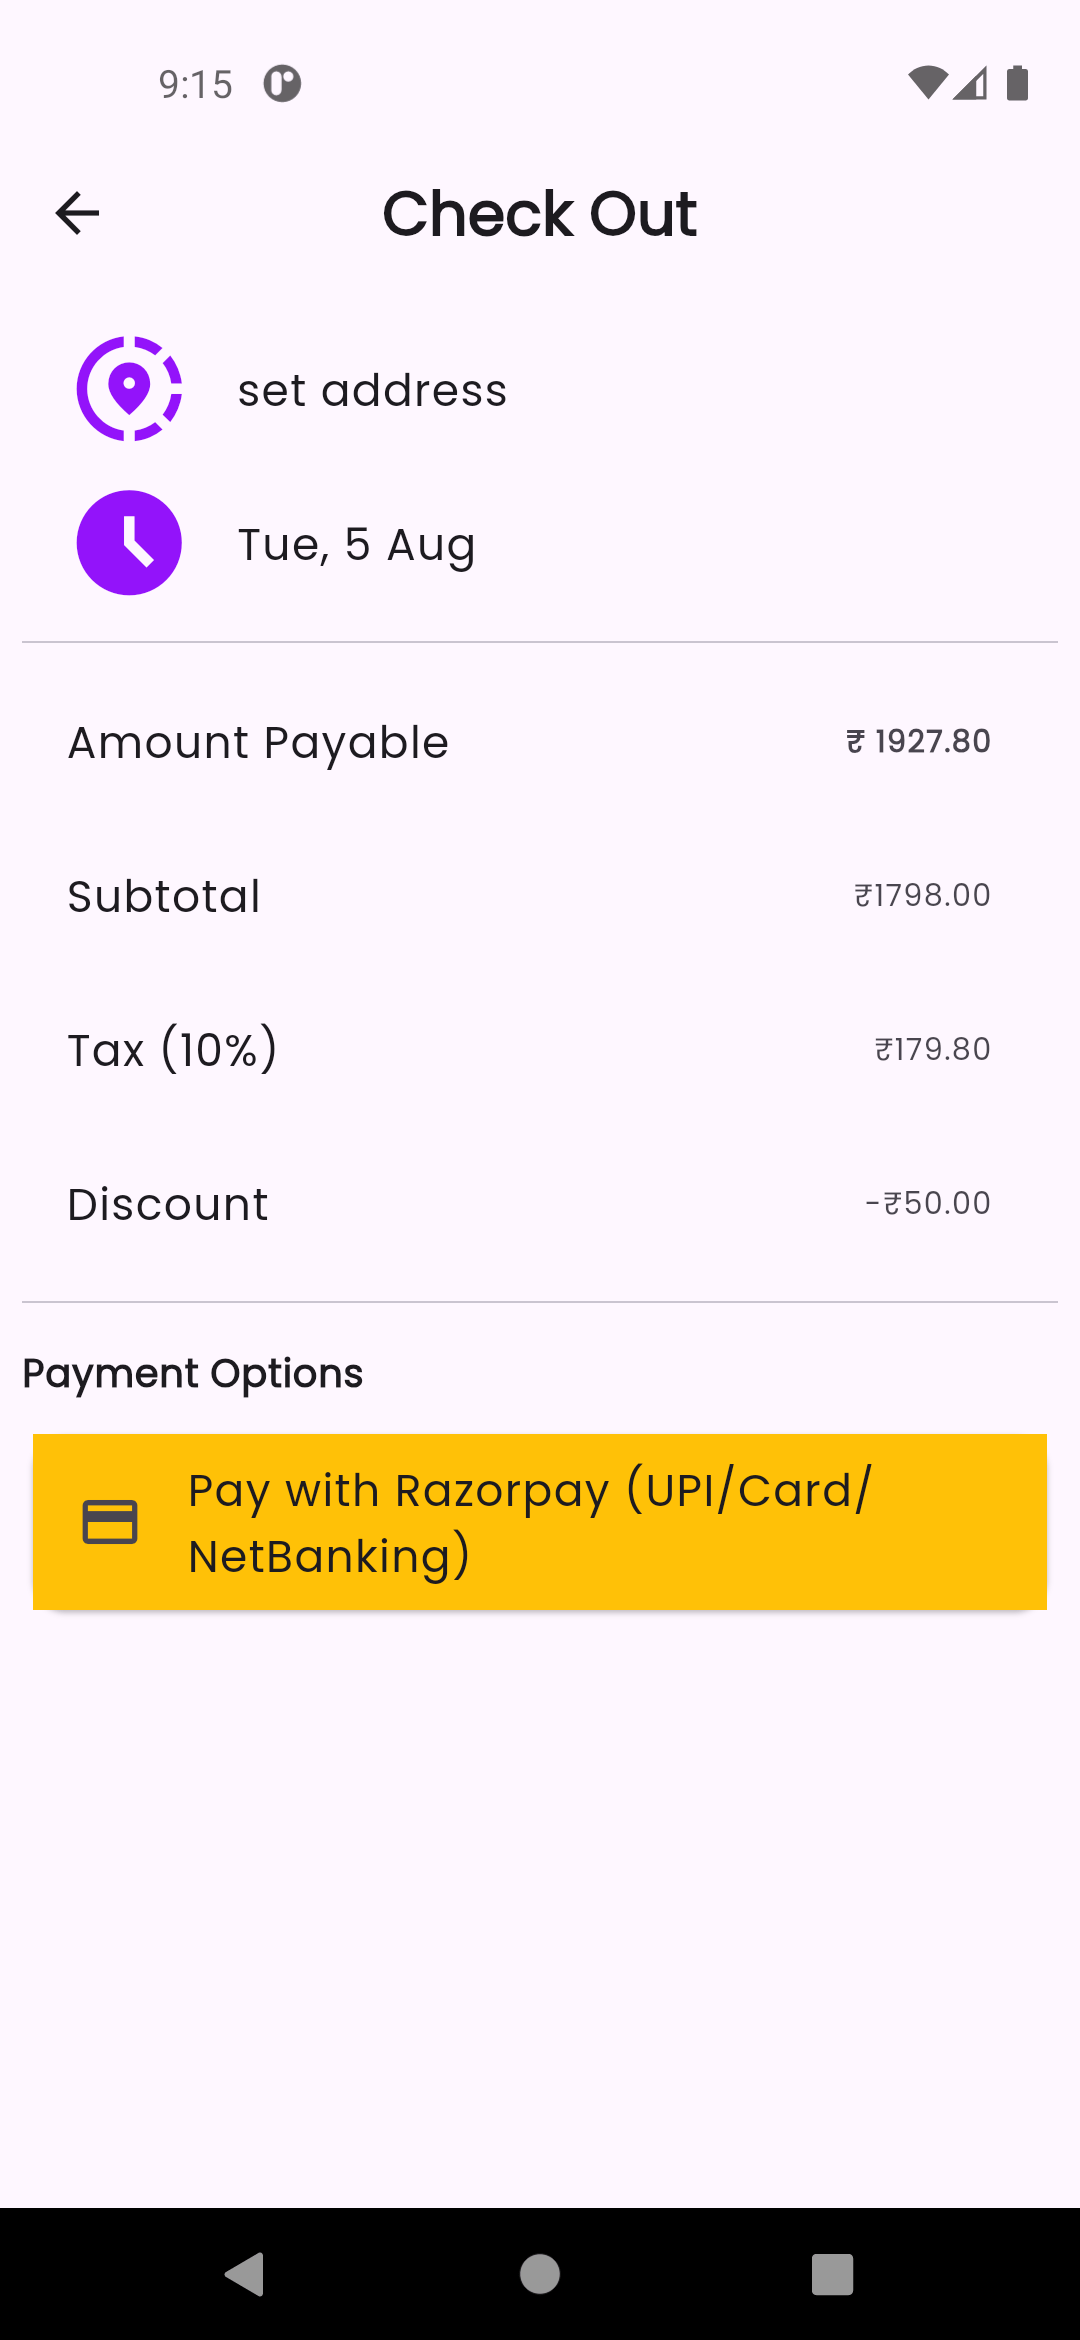 9:15
Check Out
set address
Tue, 5 Aug
Amount Payable
₹ 1927.80
Subtotal
₹1798.00
Tax (10%)
₹179.80
Discount
-₹50.00
Payment Options
Pay with Razorpay (UPI/Card/
NetBanking)